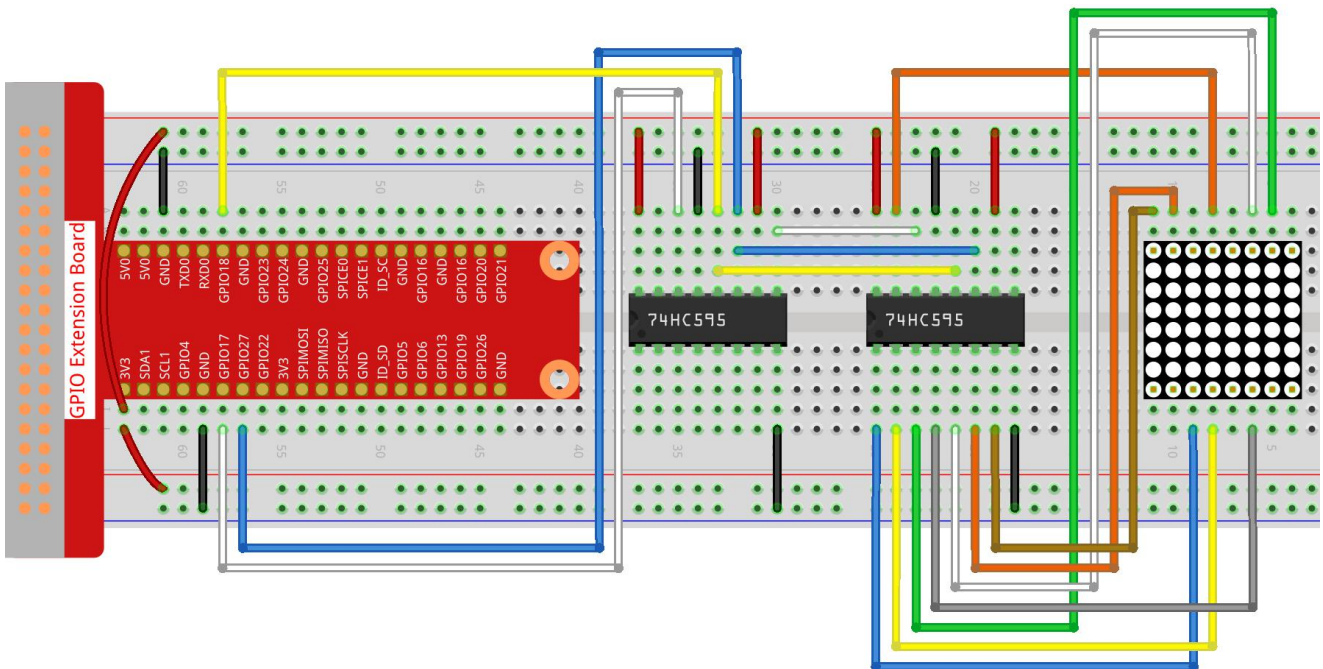 GPIO Extension Board
5V0
5V0
GND
TXD0
RXD0
GPIO18
GND
GPIO23
GPIO24
GND
GPIO25
SPICE0
SPICE1
ID_SC
GND
GPIO16
GND
GPIO16
GPIO20
GPIO21
3V3
SDA1
SCL1
GPIO4
GND
GPIO17
GPIO27
GPIO22
3V3
SPIMOSI
SPIMISO
SPISCLK
GND
ID_SD
GPIO5
GPIO6
GPIO13
GPIO19
GPIO26
GND
60
55
50
45
40
30
20
74HC595
74HC595
60
55
50
45
40
35
10
5